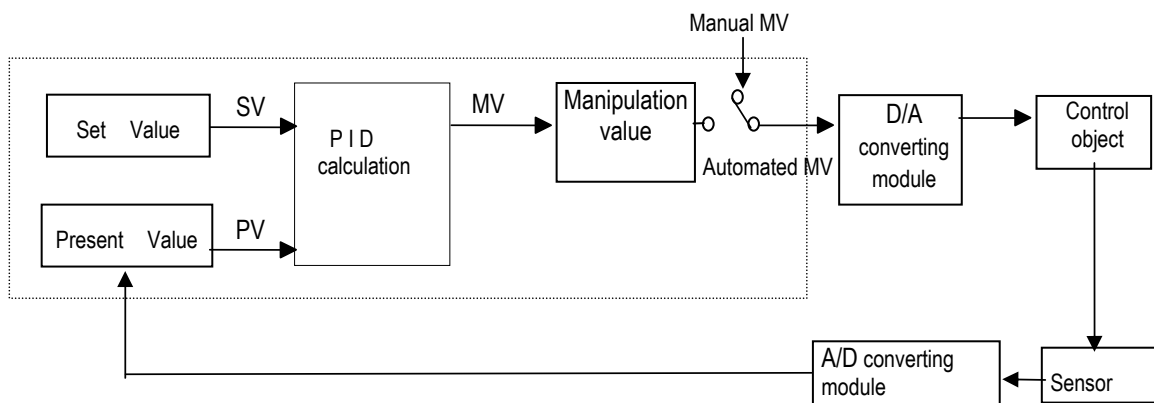 Manual MV
Set Value
SV
P I D
calculation
MV
Manipulation
value
Automated MV
D/A
converting
module
Control
object
Present Value
PV
A/D converting
module
Sensor